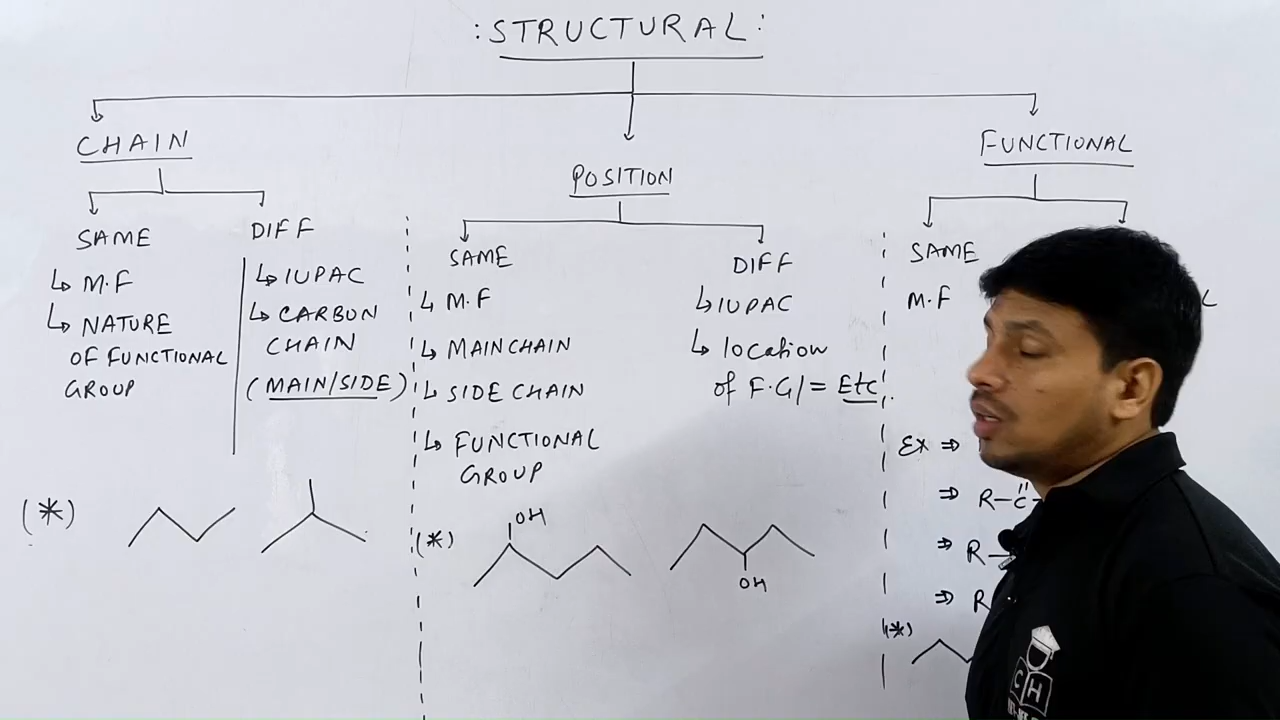 :STRUCTURAL:
CHAIN
SAME
↳ M.F
↳ NATURE
OF FUNCTIONAL
GROUP
DIFF
↳ IUPAC
↳ CARBON
CHAIN
(MAIN/SIDE)
(*)
POSITION
SAME
↳ M.F
↳ MAINCHAIN
↳ SIDE CHAIN
↳ FUNCTIONAL
GROUP
DIFF
↳ IUPAC
↳ location
of F.G/= Etc.
(*)
OH
OH
FUNCTIONAL
SAME
M.F
Ex ⇒
⇒ R-C
⇒ R
⇒ R
(*)
CH